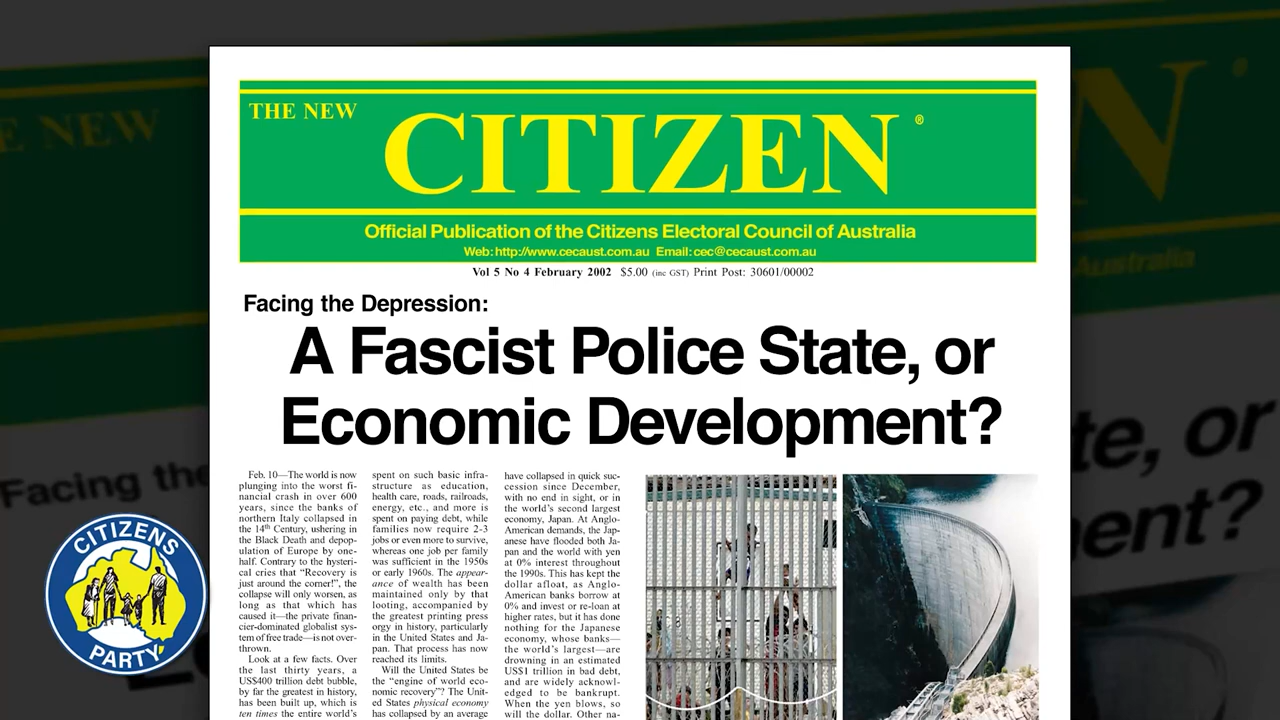 THE NEW
CITIZEN ®
Official Publication of the Citizens Electoral Council of Australia
Web: http://www.cecaust.com.au Email: cec@cecaust.com.au
Vol 5 No 4 February 2002 $5.00 (inc GST) Print Post: 30601/00002
Facing the Depression:
A Fascist Police State, or
Economic Development?
Feb. 10—The world is now
plunging into the worst fi-
nancial crash in over 600
years, since the banks of
northern Italy collapsed in
the 14th Century, ushering in
the Black Death and depop-
ulation of Europe by one-
half. Contrary to the hysteri-
cal cries that "Recovery is
just around the corner!", the
collapse will only worsen, as
long as that which has
caused it—the private finan-
cier-dominated globalist sys-
tem of free trade—is not over-
thrown.
Look at a few facts. Over
the last thirty years, a
US$400 trillion debt bubble,
by far the greatest in history,
has been built up, which is
ten times the entire world's
spent on such basic infra-
structure as education,
health care, roads, railroads,
energy, etc., and more is
spent on paying debt, while
families now require 2-3
jobs or even more to survive,
whereas one job per family
was sufficient in the 1950s
or early 1960s. The appear-
ance of wealth has been
maintained only by that
looting, accompanied by
the greatest printing press
orgy in history, particularly
in the United States and Ja-
pan. That process has now
reached its limits.
Will the United States be
the "engine of world eco-
nomic recovery"? The Unit-
ed States physical economy
has collapsed by an average
have collapsed in quick suc-
cession since December,
with no end in sight, or in
the world's second largest
economy, Japan. At Anglo-
American demands, the Jap-
anese have flooded both Ja-
pan and the world with yen
at 0% interest throughout
the 1990s. This has kept the
dollar afloat, as Anglo-
American banks borrow at
0% and invest or re-loan at
higher rates, but it has done
nothing for the Japanese
economy, whose banks—
the world's largest—are
drowning in an estimated
US$1 trillion in bad debt,
and are widely acknowl-
edged to be bankrupt.
When the yen blows, so
will the dollar. Other na-
CITIZENS
PARTY
E NEW
N
Australia
Facing the
te, or
ent?